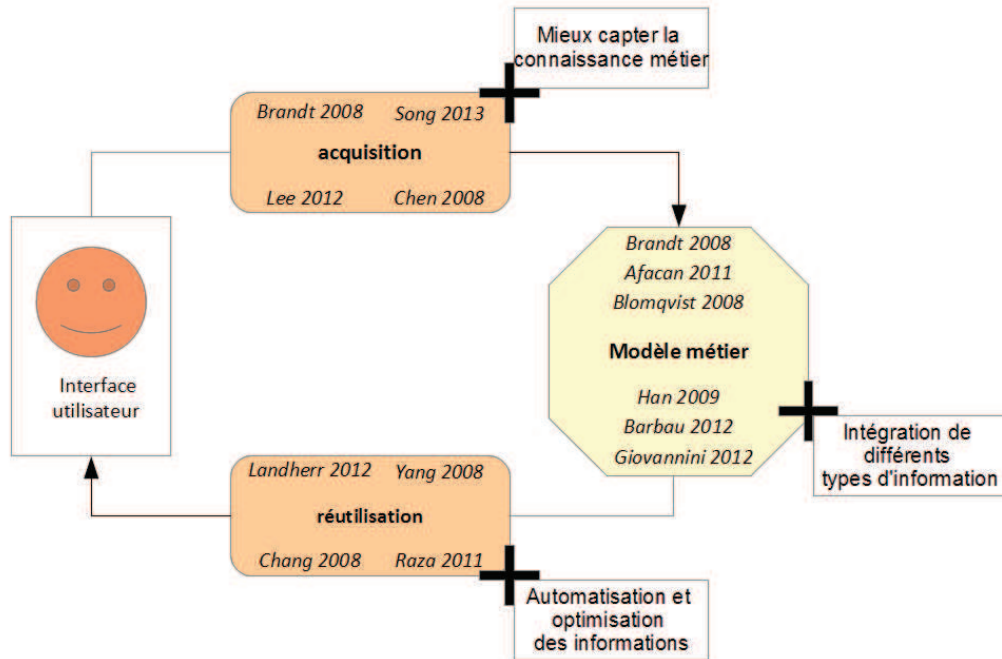 Mieux capter la
connaissance métier
Brandt 2008 Song 2013
acquisition
Lee 2012 Chen 2008
Interface
utilisateur
Brandt 2008
Afacan 2011
Blomqvist 2008
Modèle métier
Han 2009
Barbau 2012
Giovannini 2012
Intégration de
différents
types d'information
Landherr 2012 Yang 2008
réutilisation
Chang 2008 Raza 2011
Automatisation et
optimisation
des informations